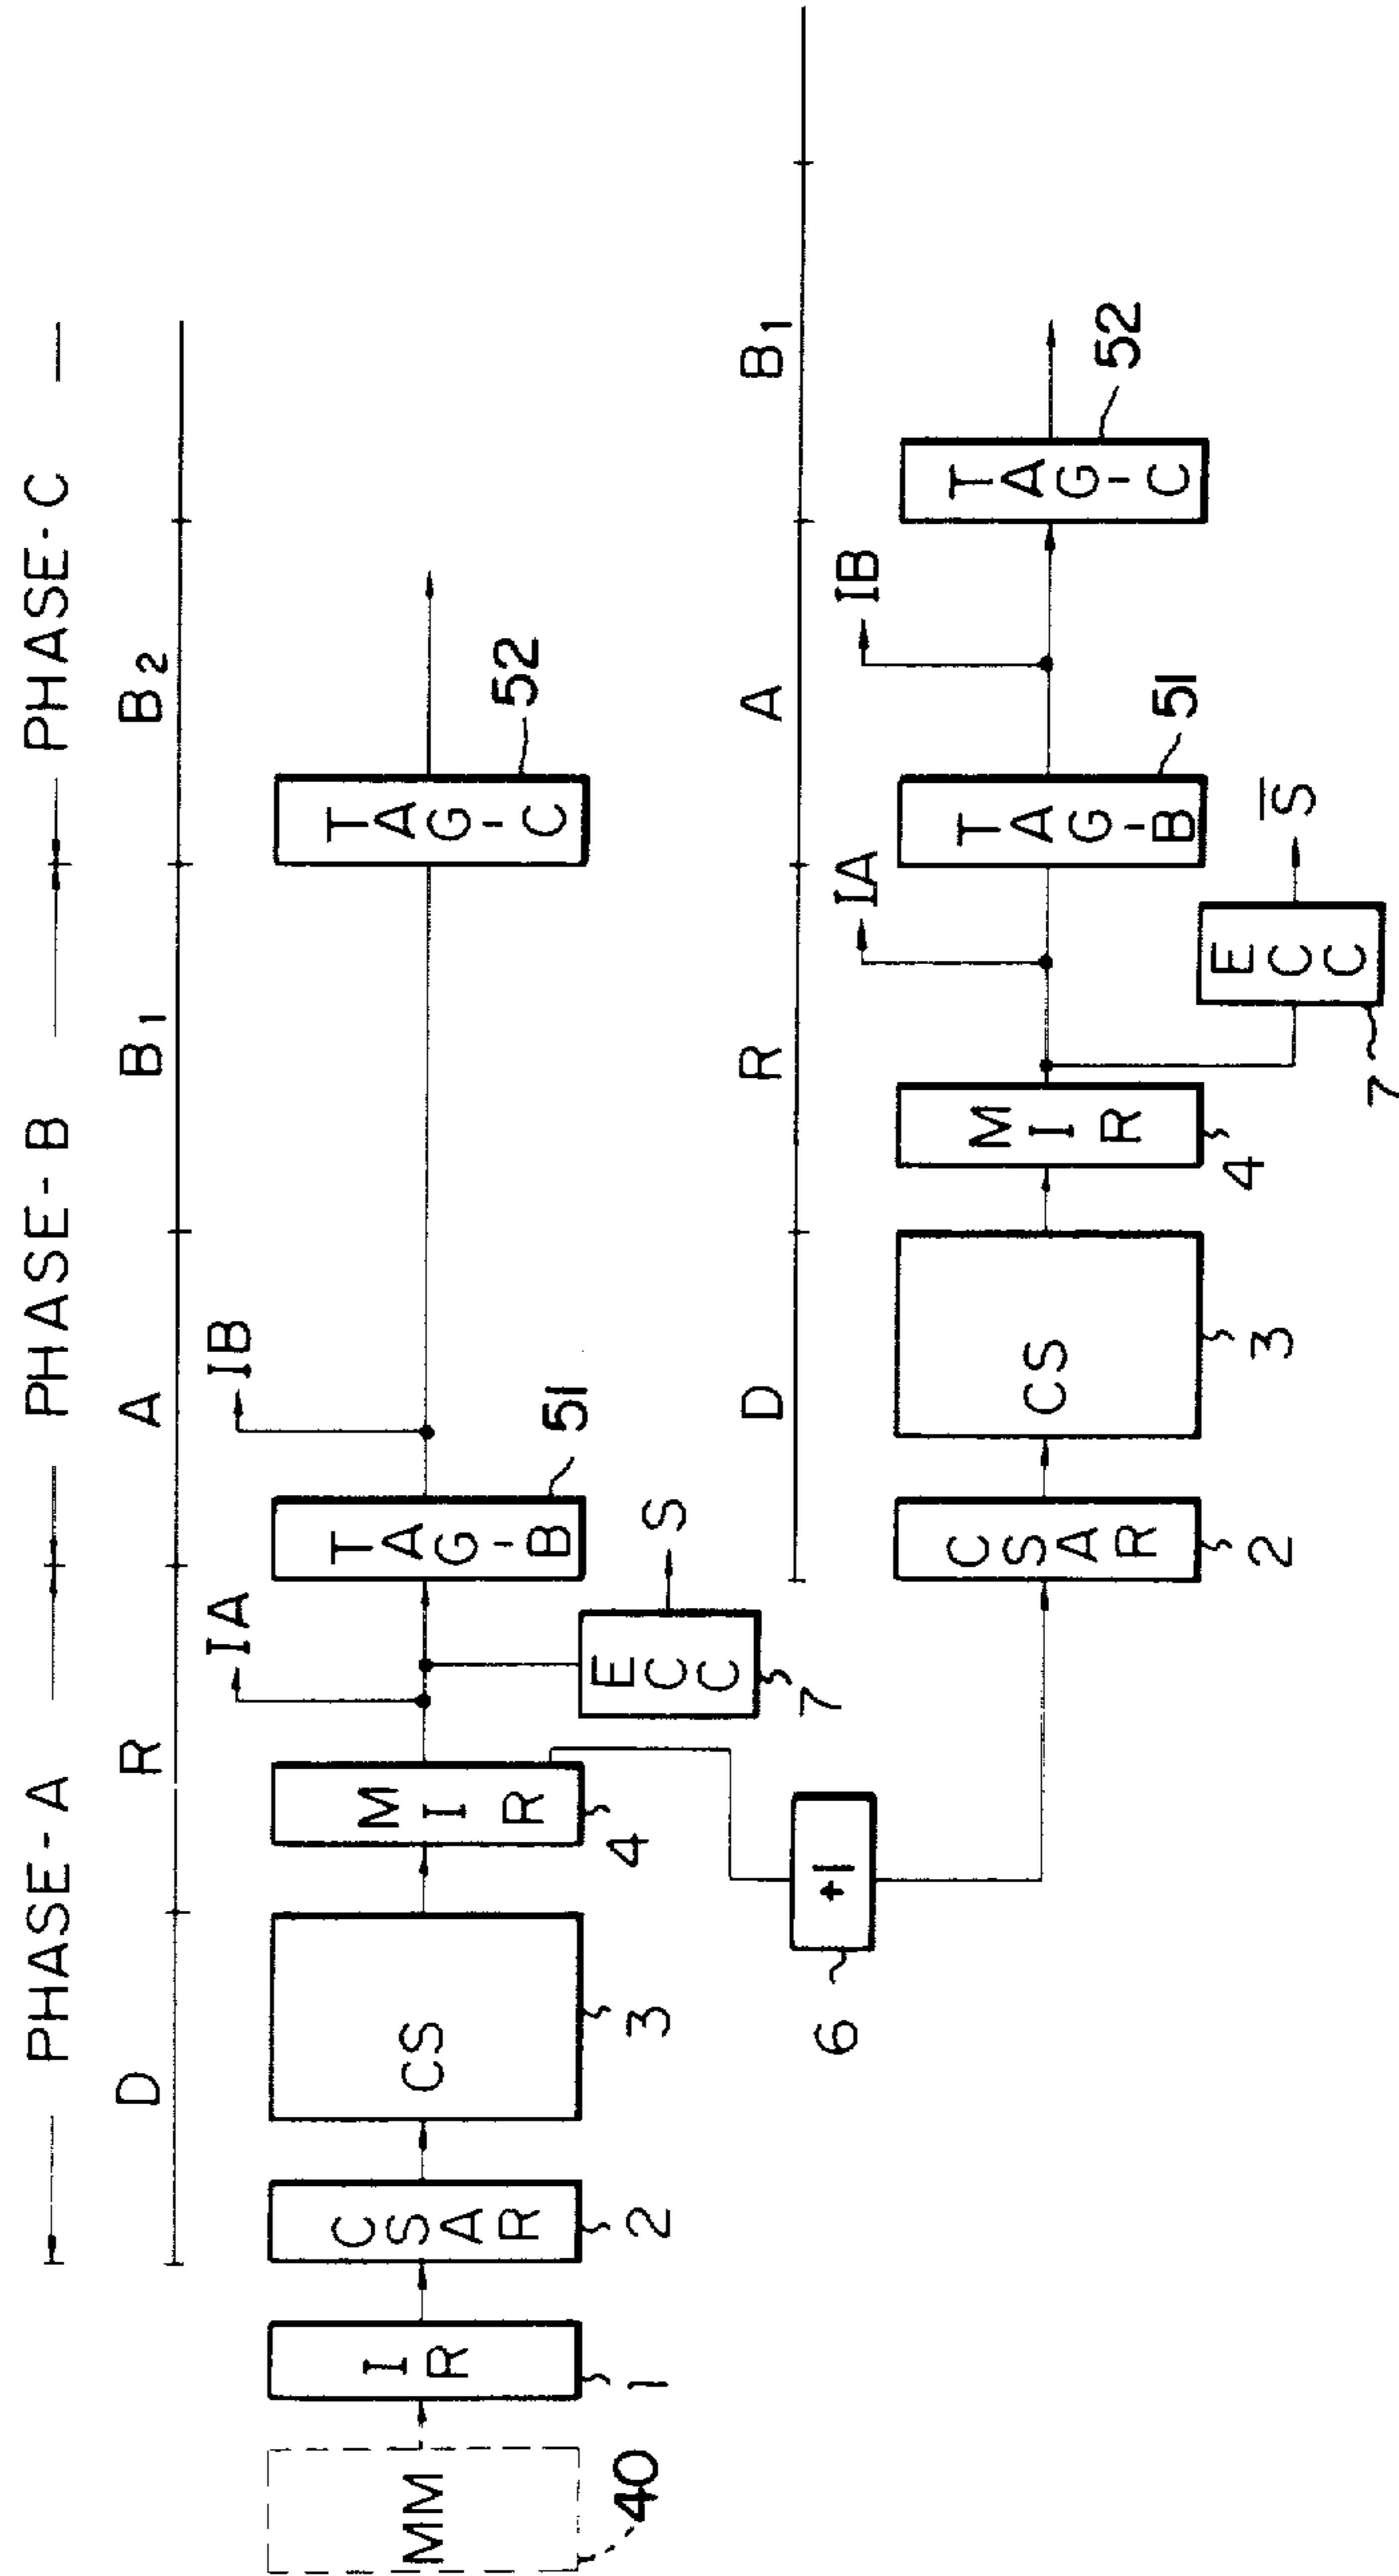 PHASE-A PHASE-B PHASE-C
D R A B1 B2
IA IB
MM IR CSAR CS MIR TAG-B TAG-C
40 1 2 3 4 51 52
ECC S
7
+1
6
D R A B1
IA IB
CSAR CS MIR TAG-B TAG-C
2 3 4 51 52
ECC S̅
7